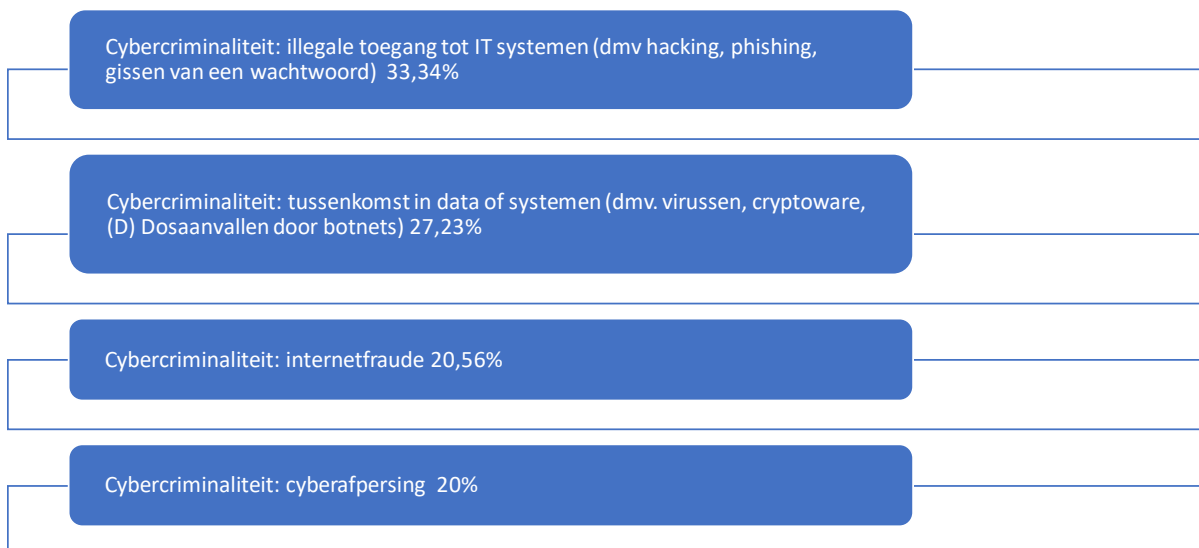 Cybercriminaliteit: illegale toegang tot IT systemen (dmv hacking, phishing,
gissen van een wachtwoord) 33,34%
Cybercriminaliteit: tussenkomst in data of systemen (dmv. virussen, cryptoware,
(D) Dosaanvallen door botnets) 27,23%
Cybercriminaliteit: internetfraude 20,56%
Cybercriminaliteit: cyberafpersing 20%